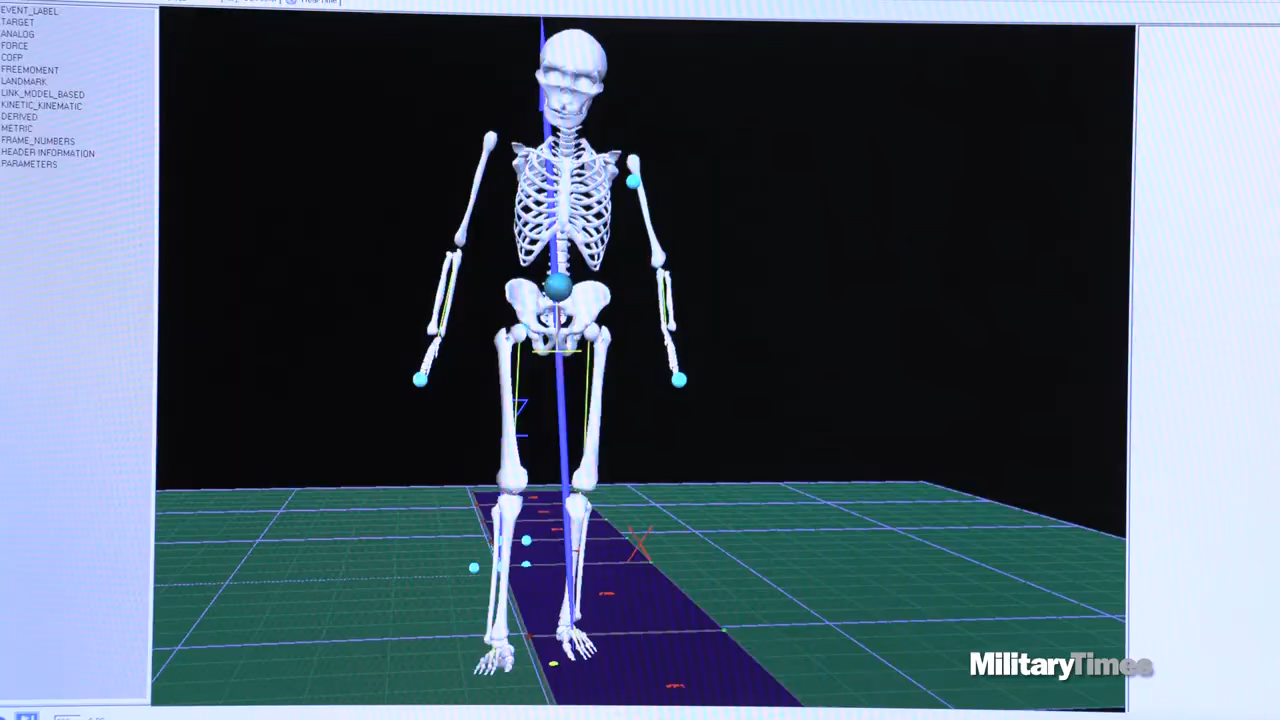 EVENT_LABEL
TARGET
ANALOG
FORCE
COFP
FREEMOMENT
LANDMARK
LINK_MODEL_BASED
KINETIC_KINEMATIC
DERIVED
METRIC
FRAME_NUMBERS
HEADER INFORMATION
PARAMETERS
Z
X
MilitaryTimes